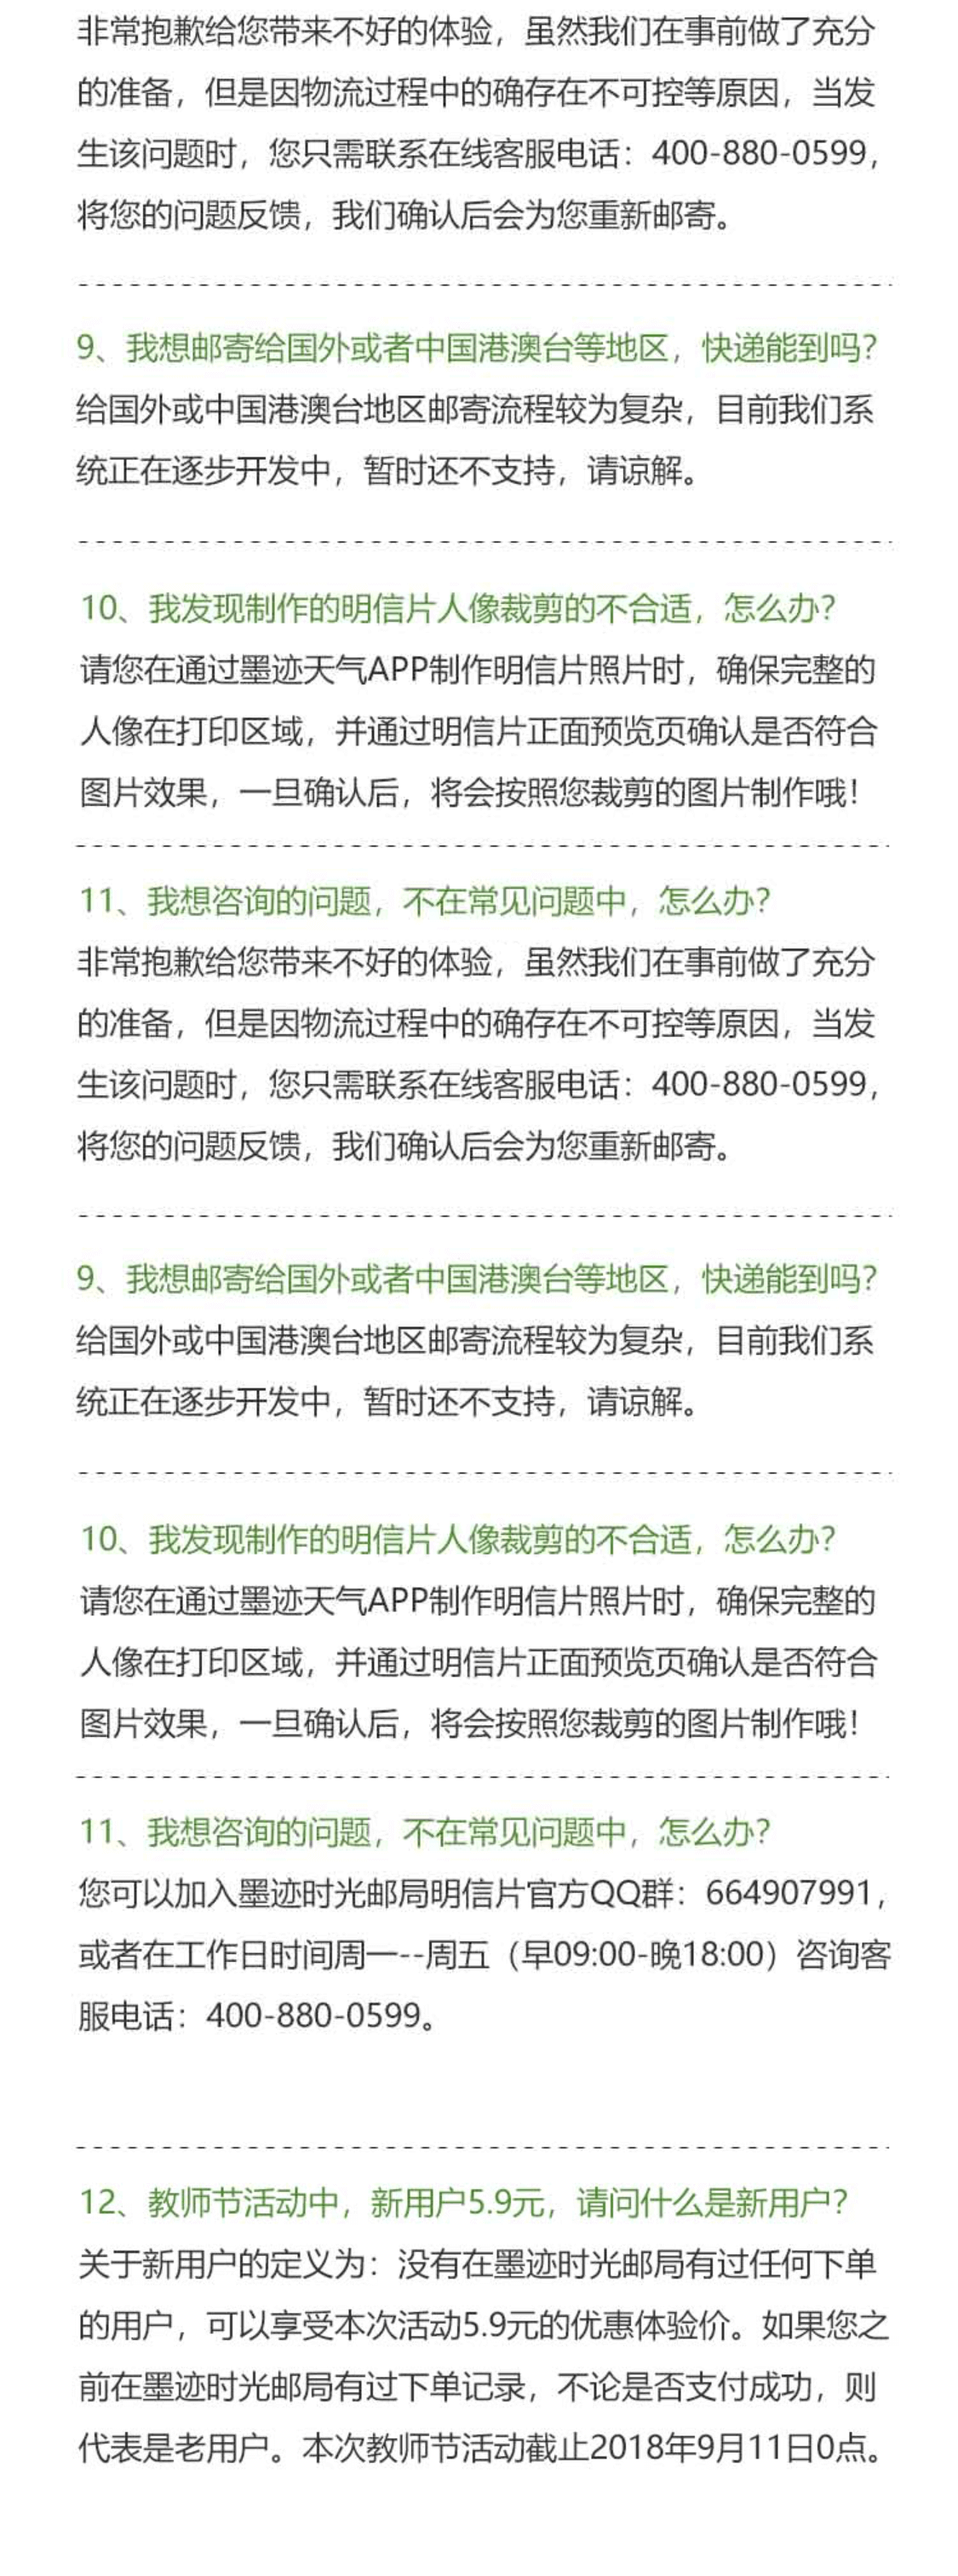 非常抱歉给您带来不好的体验，虽然我们在事前做了充分
的准备，但是因物流过程中的确存在不可控等原因，当发
生该问题时，您只需联系在线客服电话：400-880-0599，
将您的问题反馈，我们确认后会为您重新邮寄。
9、我想邮寄给国外或者中国港澳台等地区，快递能到吗？
给国外或中国港澳台地区邮寄流程较为复杂，目前我们系
统正在逐步开发中，暂时还不支持，请谅解。
10、我发现制作的明信片人像裁剪的不合适，怎么办？
请您在通过墨迹天气APP制作明信片照片时，确保完整的
人像在打印区域，并通过明信片正面预览页确认是否符合
图片效果，一旦确认后，将会按照您裁剪的图片制作哦！
11、我想咨询的问题，不在常见问题中，怎么办？
非常抱歉给您带来不好的体验，虽然我们在事前做了充分
的准备，但是因物流过程中的确存在不可控等原因，当发
生该问题时，您只需联系在线客服电话：400-880-0599，
将您的问题反馈，我们确认后会为您重新邮寄。
9、我想邮寄给国外或者中国港澳台等地区，快递能到吗？
给国外或中国港澳台地区邮寄流程较为复杂，目前我们系
统正在逐步开发中，暂时还不支持，请谅解。
10、我发现制作的明信片人像裁剪的不合适，怎么办？
请您在通过墨迹天气APP制作明信片照片时，确保完整的
人像在打印区域，并通过明信片正面预览页确认是否符合
图片效果，一旦确认后，将会按照您裁剪的图片制作哦！
11、我想咨询的问题，不在常见问题中，怎么办？
您可以加入墨迹时光邮局明信片官方QQ群：664907991，
或者在工作日时间周一--周五（早09:00-晚18:00）咨询客
服电话：400-880-0599。
12、教师节活动中，新用户5.9元，请问什么是新用户？
关于新用户的定义为：没有在墨迹时光邮局有过任何下单
的用户，可以享受本次活动5.9元的优惠体验价。如果您之
前在墨迹时光邮局有过下单记录，不论是否支付成功，则
代表是老用户。本次教师节活动截止2018年9月11日0点。